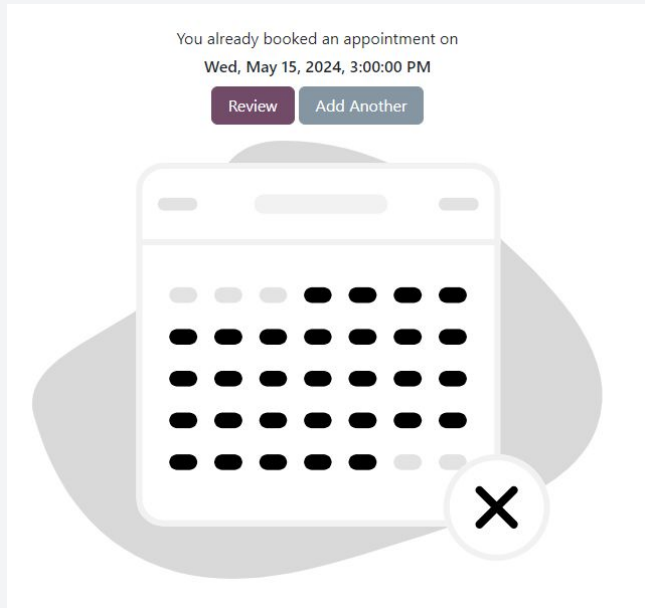 You already booked an appointment on
Wed, May 15, 2024, 3:00:00 PM
Review Add Another